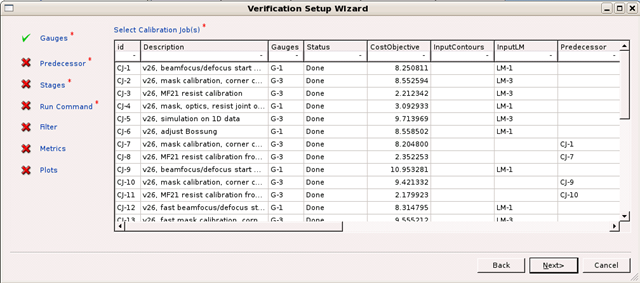 Verification Setup Wizard
Gauges *
Predecessor *
Stages *
Run Command *
Filter
Metrics
Plots
Select Calibration Job(s) *
id Description Gauges Status CostObjective InputContours InputLM Predecessor
- - - - - - - -
CJ-1 v26, beamfocus/defocus start ... G-1 Done 8.250811 LM-1
CJ-2 v26, mask calibration, corner c... G-3 Done 8.552594 LM-3
CJ-3 v26, MF21 resist calibration G-3 Done 2.212342 LM-3
CJ-4 v26, mask, optics, resist joint o... G-1 Done 3.092933 LM-1
CJ-5 v26, simulation on 1D data G-3 Done 9.713969 LM-3
CJ-6 v26, adjust Bossung G-1 Done 8.558502 LM-1
CJ-7 v26, mask calibration, corner c... G-3 Done 8.204800 CJ-1
CJ-8 v26, MF21 resist calibration fro... G-3 Done 2.352253 CJ-7
CJ-9 v26, beamfocus/defocus start ... G-1 Done 10.953281 LM-1
CJ-10 v26, mask calibration, corner c... G-3 Done 9.421332 CJ-9
CJ-11 v26, MF21 resist calibration fro... G-3 Done 2.179923 CJ-10
CJ-12 v26, fast beamfocus/defocus st... G-1 Done 8.314795 LM-1
CJ-13 v26, fast mask calibration, corn... G-3 Done 9.555212 LM-3
Back Next> Cancel